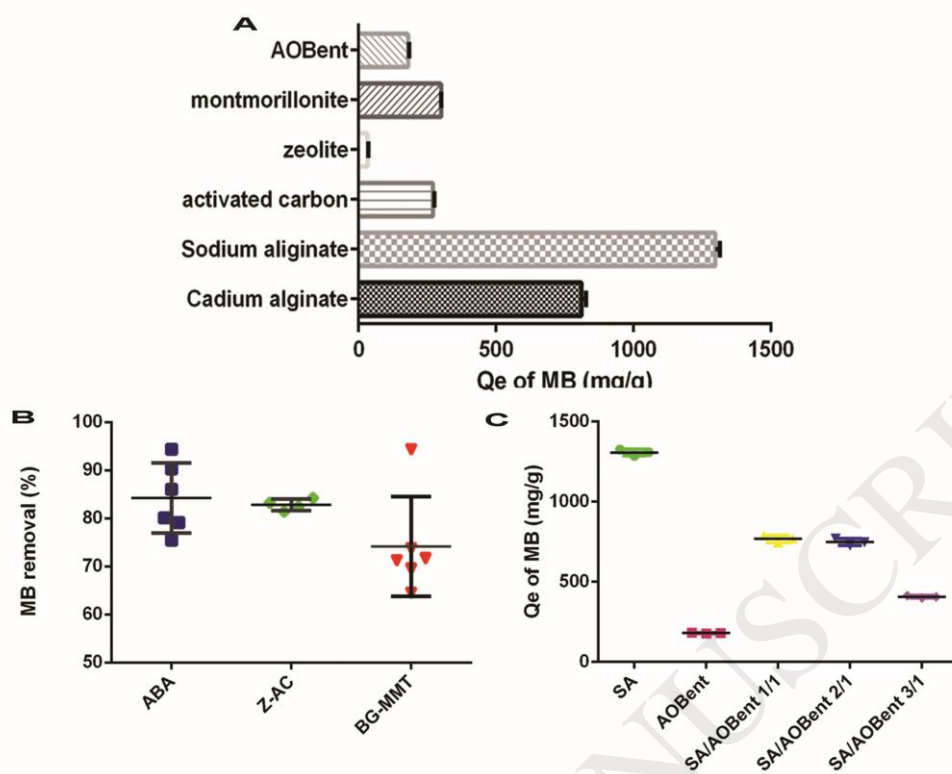 A
AOBent
montmorillonite
zeolite
activated carbon
Sodium aliginate
Cadium alginate
0 500 1000 1500
Qe of MB (mg/g)
B
MB removal (%)
100
90
80
70
60
50
ABA
Z-AC
BG-MMT
C
Qe of MB (mg/g)
1500
1000
500
0
SA
AOBent
SA/AOBent 1/1
SA/AOBent 2/1
SA/AOBent 3/1
NUSCR